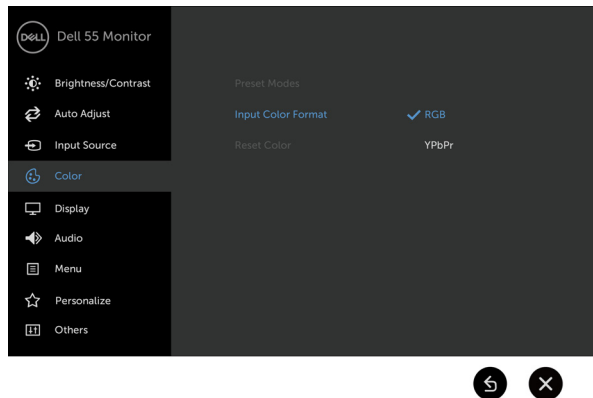 DELL Dell 55 Monitor
Brightness/Contrast
Auto Adjust
Input Source
Color
Display
Audio
Menu
Personalize
Others
Preset Modes
Input Color Format
Reset Color
RGB
YPbPr